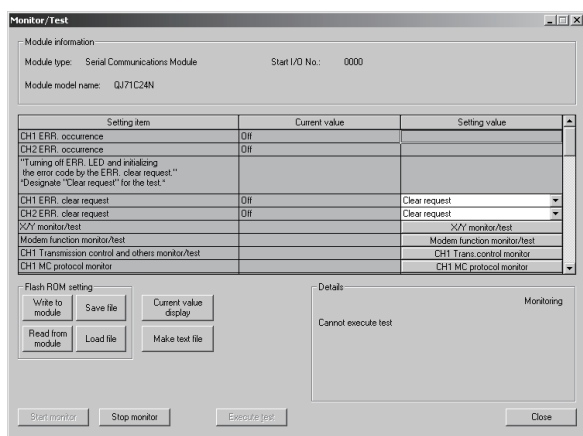 Monitor/Test
Module information
Module type: Serial Communications Module Start I/O No.: 0000
Module model name: QJ71C24N
Setting item Current value Setting value
CH1 ERR. occurrence Off
CH2 ERR. occurrence Off
"Turning off ERR. LED and initializing
the error code by the ERR. clear request."
*Designate "Clear request" for the test.*
CH1 ERR. clear request Off Clear request
CH2 ERR. clear request Off Clear request
X/Y monitor/test X/Y monitor/test
Modem function monitor/test Modem function monitor/test
CH1 Transmission control and others monitor/test CH1 Trans.control monitor
CH1 MC protocol monitor CH1 MC protocol monitor
Flash ROM setting
Write to
module
Save file
Current value
display
Read from
module
Load file
Make text file
Details
Monitoring
Cannot execute test
Start monitor Stop monitor Execute test Close